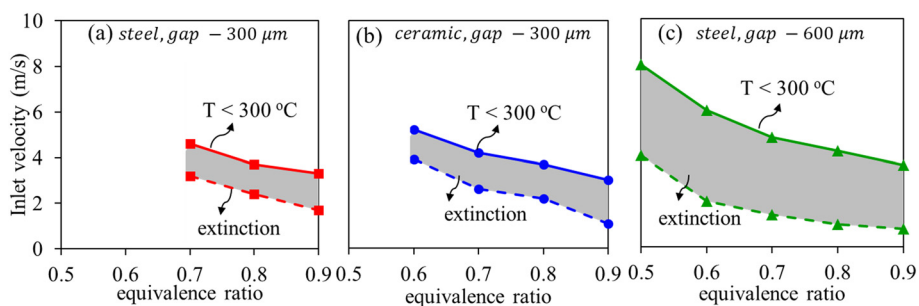 (a) steel, gap − 300 μm
(b) ceramic, gap − 300 μm
(c) steel, gap − 600 μm
Inlet velocity (m/s)
10
8
6
4
2
0
T < 300 °C
extinction
T < 300 °C
extinction
T < 300 °C
extinction
0.5 0.6 0.7 0.8 0.9
0.5 0.6 0.7 0.8 0.9
0.5 0.6 0.7 0.8 0.9
equivalence ratio
equivalence ratio
equivalence ratio